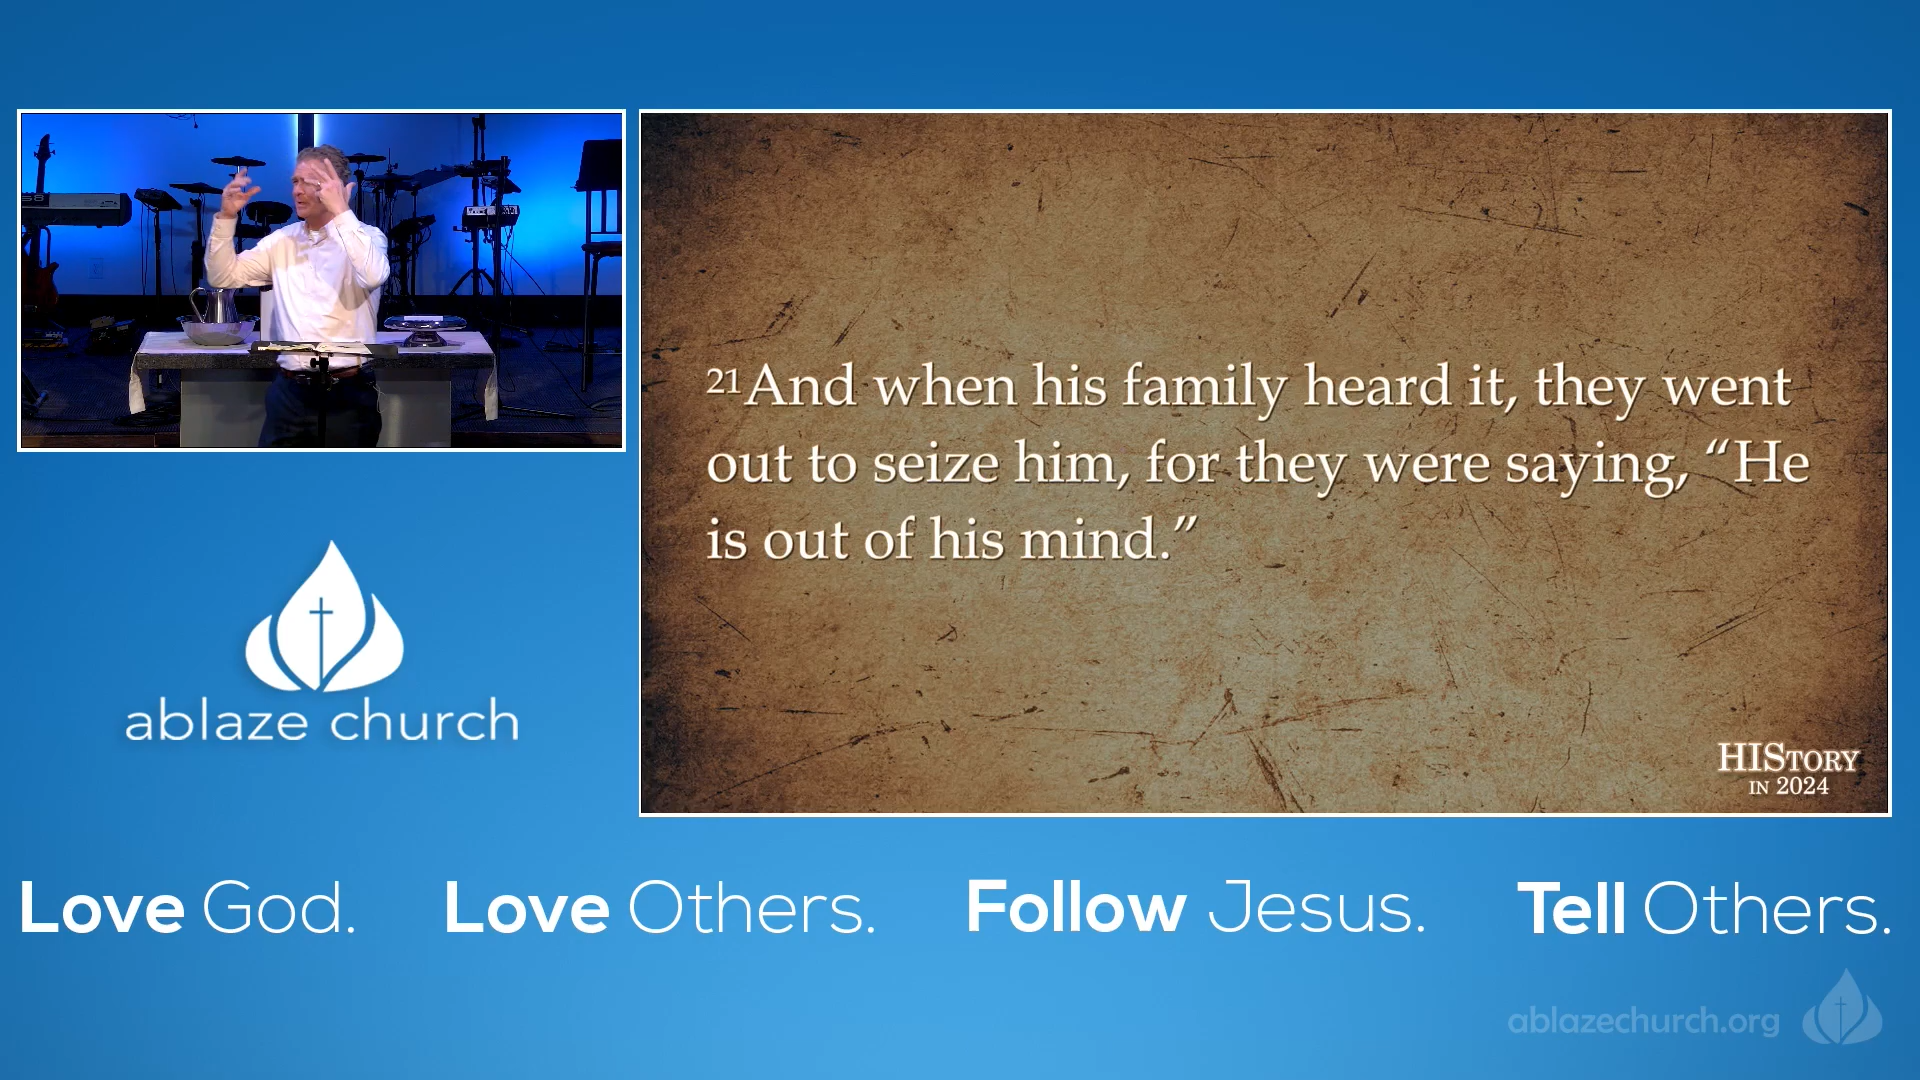 21And when his family heard it, they went
out to seize him, for they were saying, “He
is out of his mind.”
HIStory
in 2024
ablaze church
Love God. Love Others. Follow Jesus. Tell Others.
ablazechurch.org